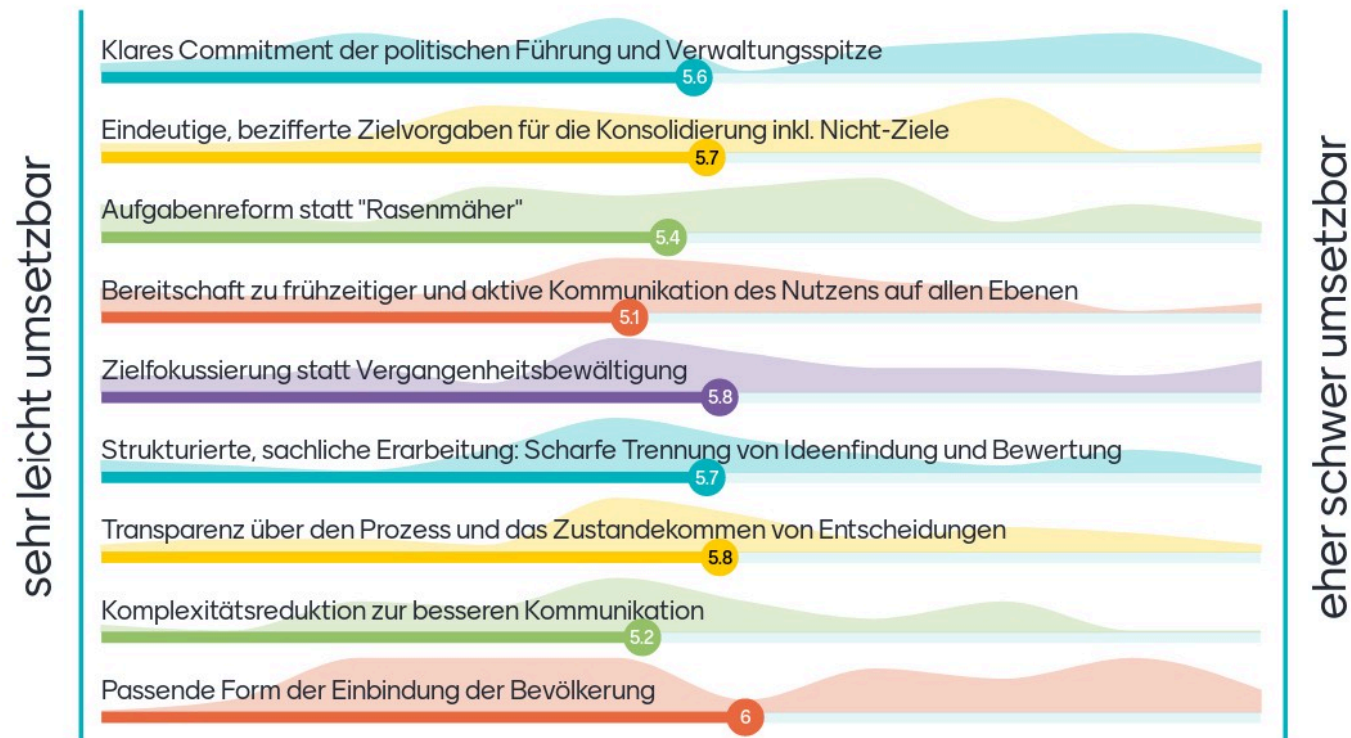 sehr leicht umsetzbar
Klares Commitment der politischen Führung und Verwaltungsspitze
5.6
Eindeutige, bezifferte Zielvorgaben für die Konsolidierung inkl. Nicht-Ziele
5.7
Aufgabenreform statt "Rasenmäher"
5.4
Bereitschaft zu frühzeitiger und aktive Kommunikation des Nutzens auf allen Ebenen
5.1
Zielfokussierung statt Vergangenheitsbewältigung
5.8
Strukturierte, sachliche Erarbeitung: Scharfe Trennung von Ideenfindung und Bewertung
5.7
Transparenz über den Prozess und das Zustandekommen von Entscheidungen
5.8
Komplexitätsreduktion zur besseren Kommunikation
5.2
Passende Form der Einbindung der Bevölkerung
6
eher schwer umsetzbar